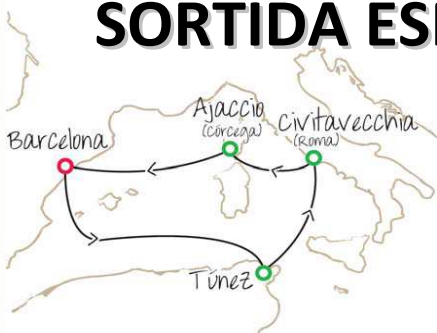 SORTIDA ES
Ajaccio
(Córcega)
Civitavecchia
(Roma)
Barcelona
Túnez